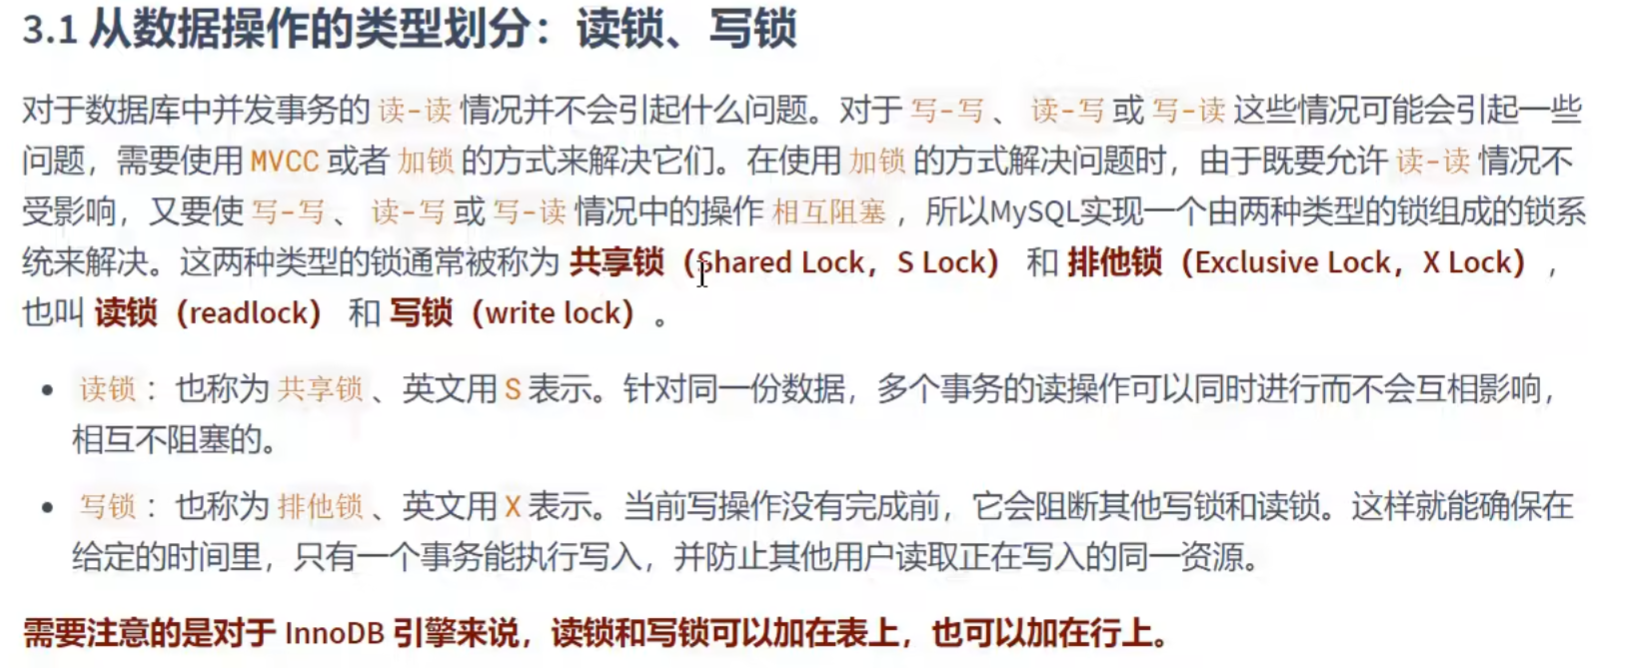 3.1 从数据操作的类型划分：读锁、写锁
对于数据库中并发事务的 读-读 情况并不会引起什么问题。对于 写-写 、 读-写 或 写-读 这些情况可能会引起一些
问题，需要使用 MVCC 或者 加锁 的方式来解决它们。在使用 加锁 的方式解决问题时，由于既要允许 读-读 情况不
受影响，又要使 写-写 、 读-写 或 写-读 情况中的操作 相互阻塞 ，所以MySQL实现一个由两种类型的锁组成的锁系
统来解决。这两种类型的锁通常被称为 共享锁（Shared Lock，S Lock） 和 排他锁（Exclusive Lock，X Lock） ，
也叫 读锁（readlock） 和 写锁（write lock） 。
• 读锁 ：也称为 共享锁 、英文用 S 表示。针对同一份数据，多个事务的读操作可以同时进行而不会互相影响，
相互不阻塞的。
• 写锁 ：也称为 排他锁 、英文用 X 表示。当前写操作没有完成前，它会阻断其他写锁和读锁。这样就能确保在
给定的时间里，只有一个事务能执行写入，并防止其他用户读取正在写入的同一资源。
需要注意的是对于 InnoDB 引擎来说，读锁和写锁可以加在表上，也可以加在行上。